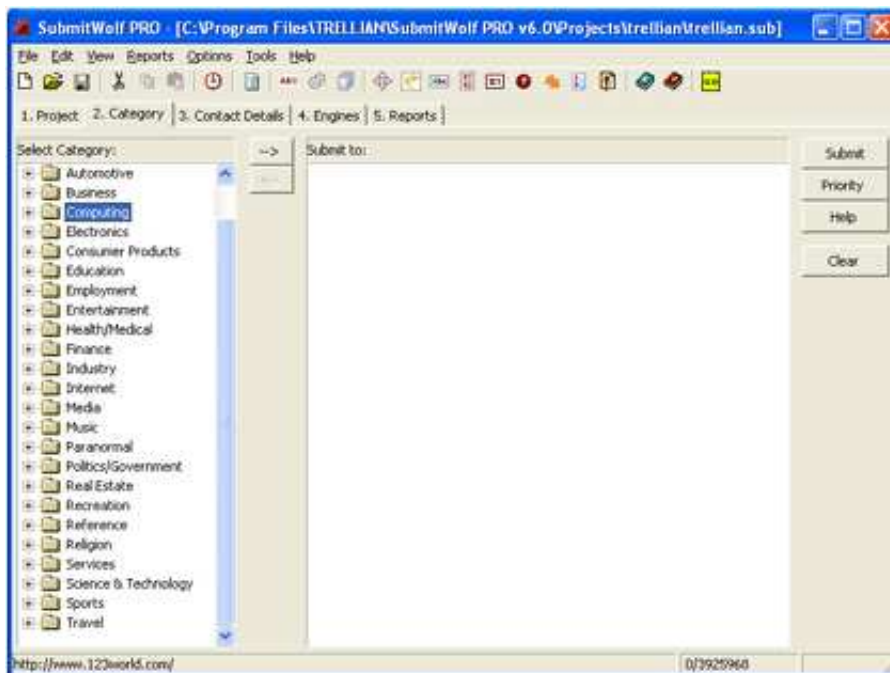 SubmitWolf PRO - [C:\Program Files\TRELLIAN\SubmitWolf PRO v6.0\Projects\trellian\trellian.sub]
File Edit View Reports Options Tools Help
1. Project 2. Category 3. Contact Details 4. Engines 5. Reports
Select Category: --> Submit to: Submit
Automotive
Business Priority
Computing Help
Electronics
Consumer Products Clear
Education
Employment
Entertainment
Health/Medical
Finance
Industry
Internet
Media
Music
Paranormal
Politics/Government
Real Estate
Recreation
Reference
Religion
Services
Science & Technology
Sports
Travel
http://www.123world.com/ 0/3925968